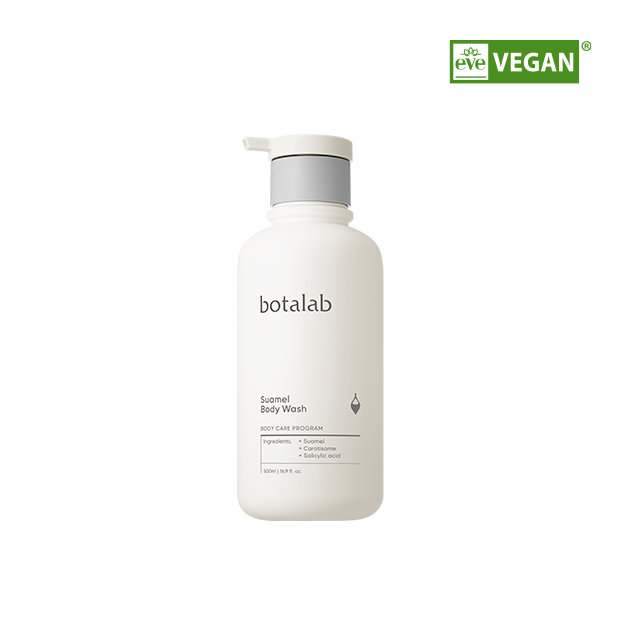 eve VEGAN®
botalab
Suamel
Body Wash
BODY CARE PROGRAM
Ingredients. • Suamel
• Carotisome
• Salicylic acid
500ml | 16.9 fl. oz.